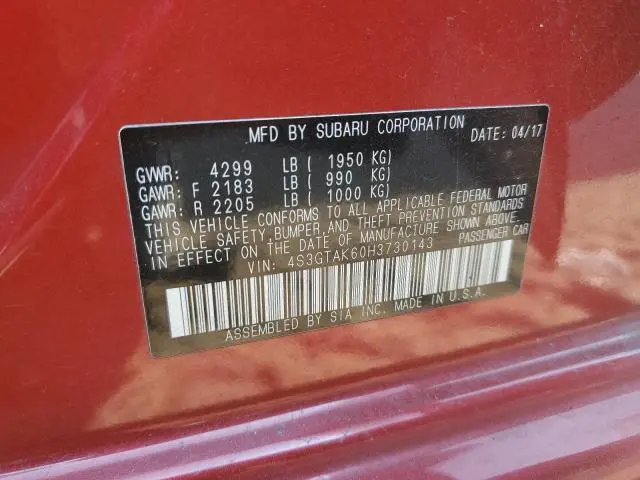 MFD BY SUBARU CORPORATION DATE: 04/17
GVWR: 4299 LB ( 1950 KG)
GAWR: F 2183 LB ( 990 KG)
GAWR: R 2205 LB ( 1000 KG)
THIS VEHICLE CONFORMS TO ALL APPLICABLE FEDERAL MOTOR
VEHICLE SAFETY, BUMPER, AND THEFT PREVENTION STANDARDS
IN EFFECT ON DATE OF MANUFACTURE SHOWN ABOVE.
VIN: 4S3GTAK60H3730143 PASSENGER CAR
ASSEMBLED BY SIA INC. MADE IN U.S.A.